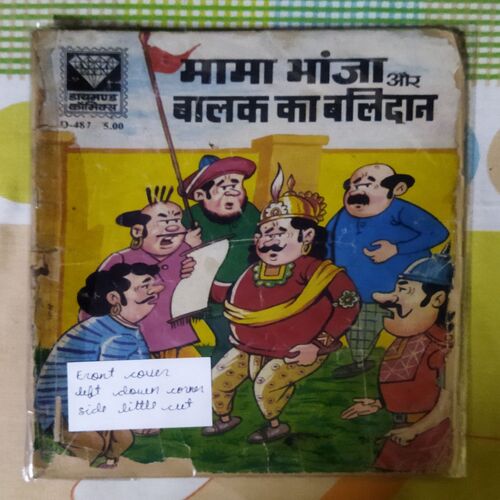 मामा भांजा और
बालक का बलिदान
डायमण्ड
कॉमिक्स
D-487 5.00
Front cover
left down corner
side little cut